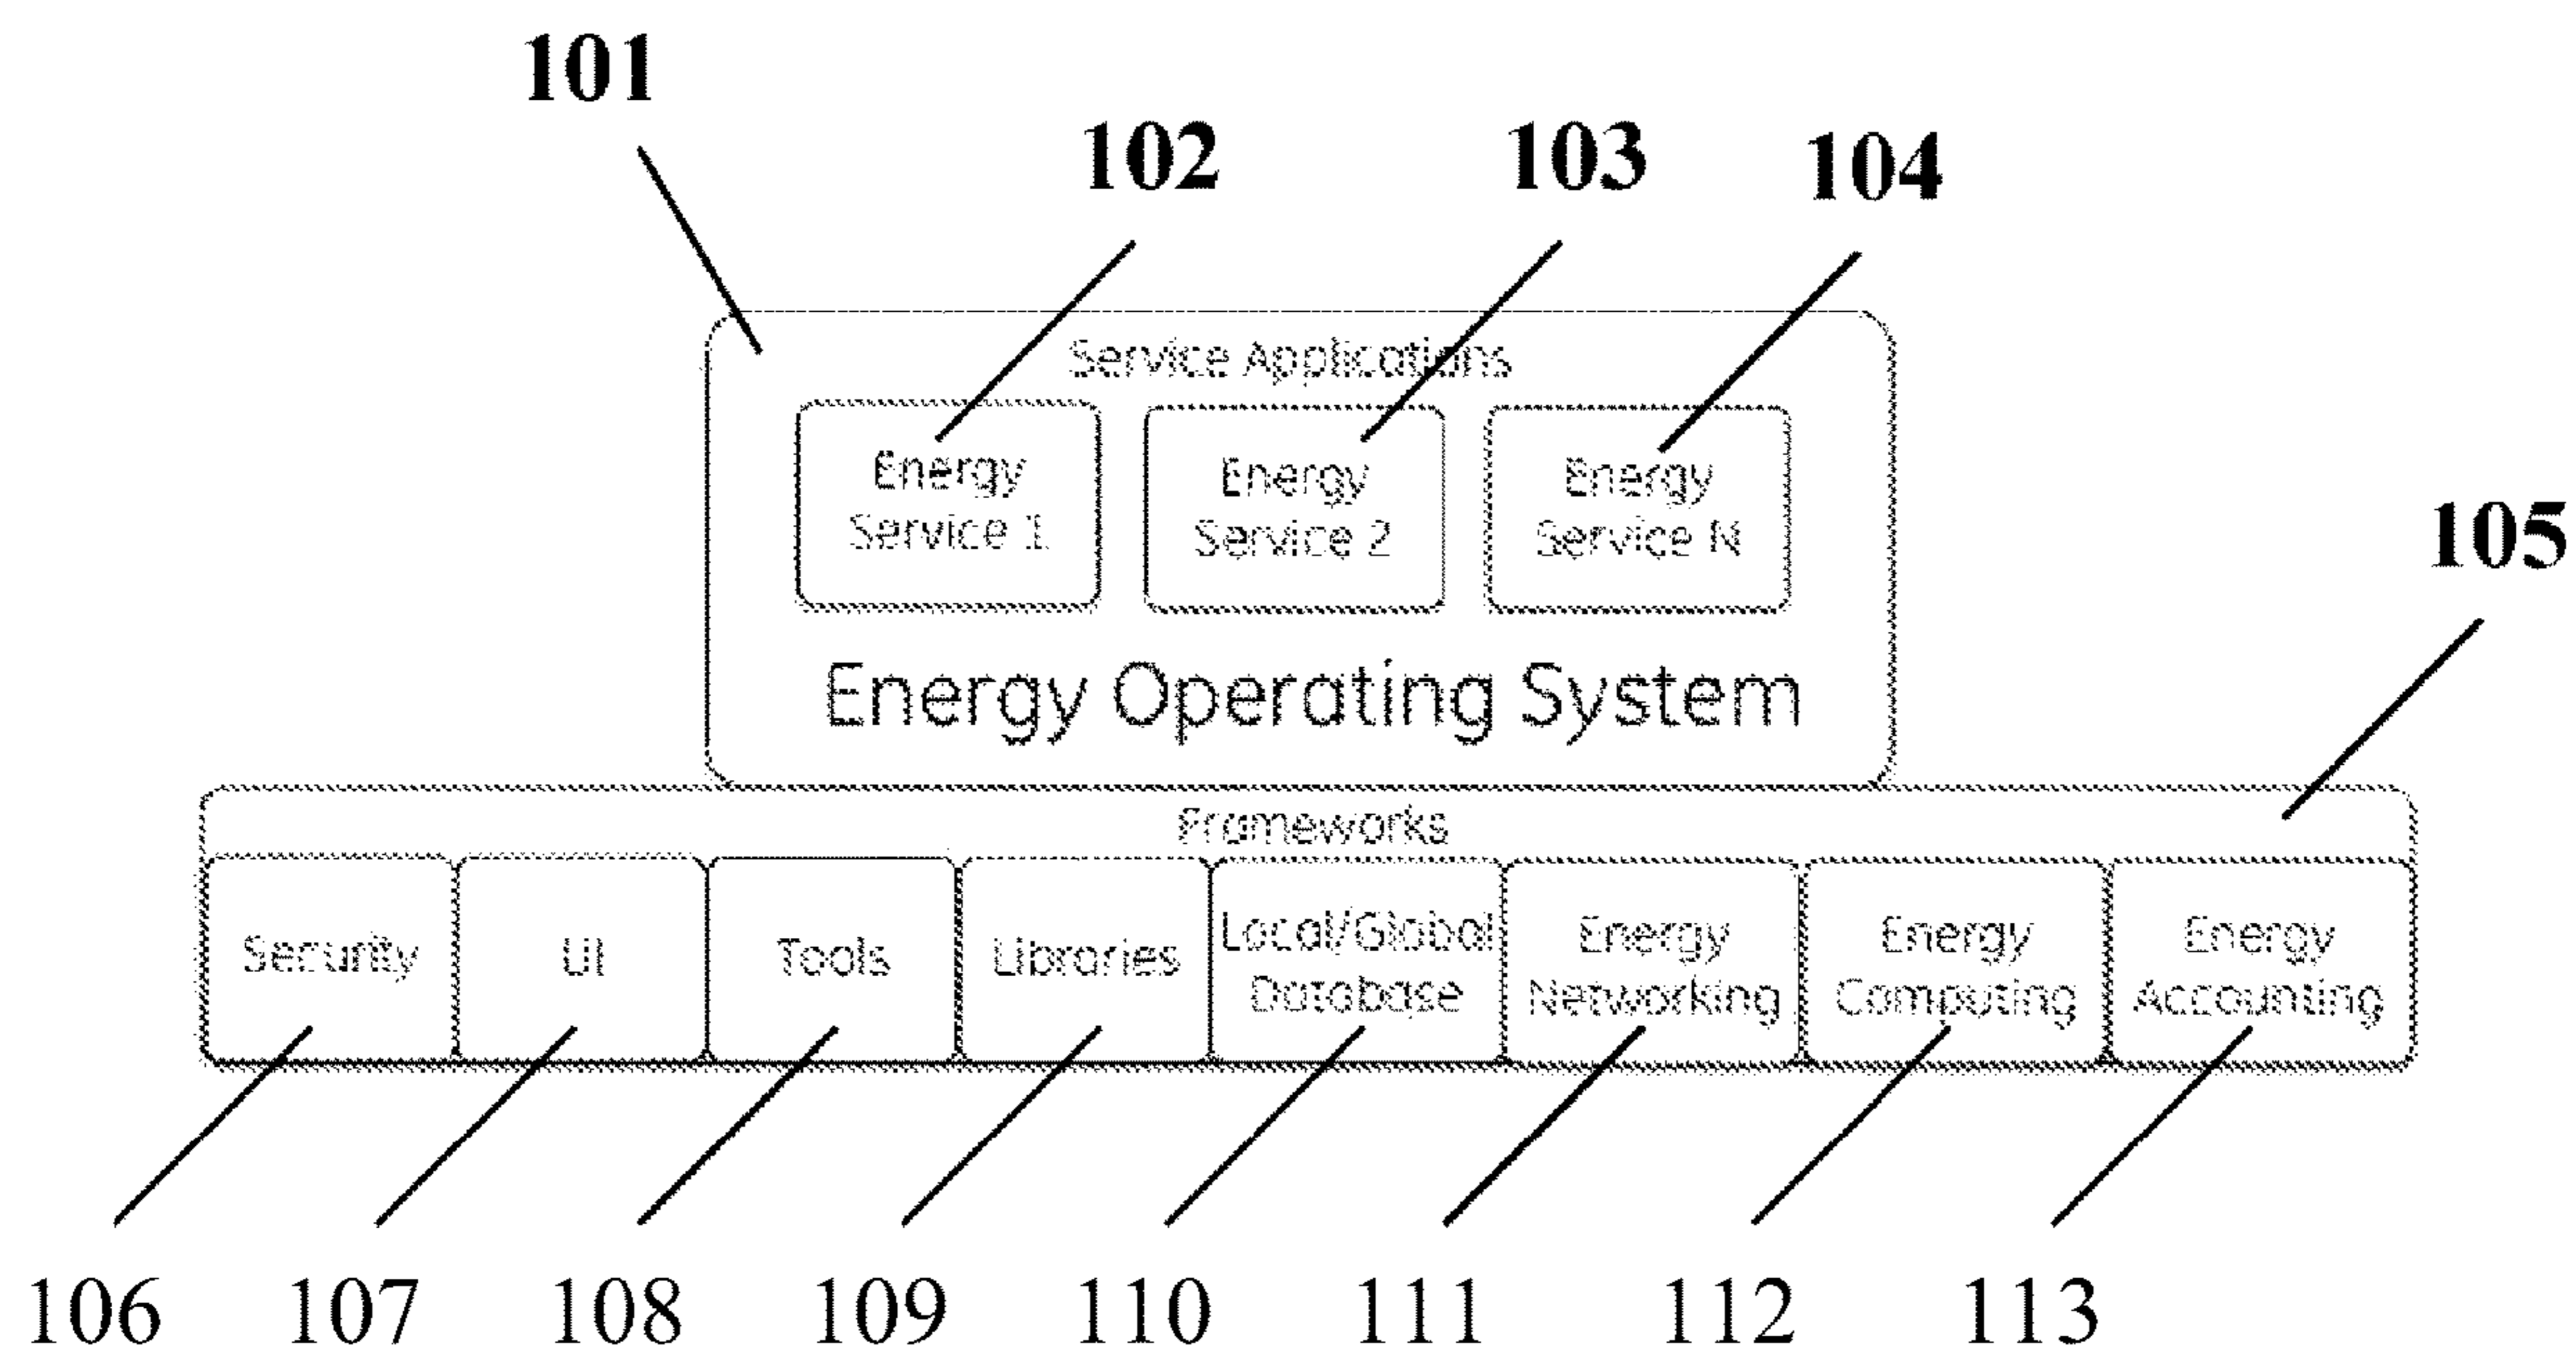 101
102
103
104
Service Applications
Energy
Service 1
Energy
Service 2
Energy
Service N
105
Energy Operating System
Frameworks
Security
UI
Tools
Libraries
Local/Global
Database
Energy
Networking
Energy
Computing
Energy
Accounting
106
107
108
109
110
111
112
113